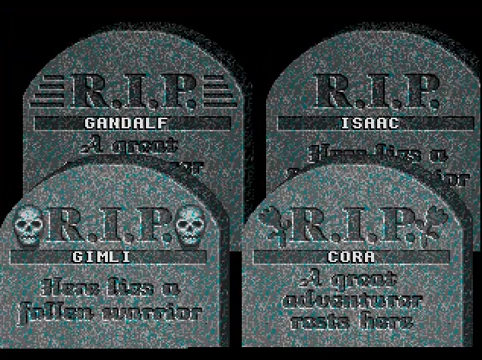 R.I.P.
GANDALF
A great
R.I.P.
ISAAC
Here lies a
R.I.P.
GIMLI
Here lies a
fallen warrior
R.I.P.
CORA
A great
adventurer
rests here